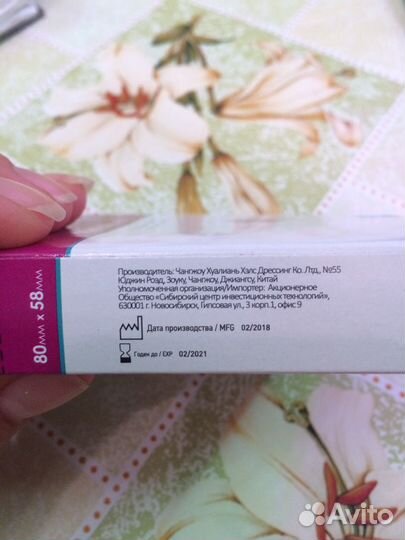 Производитель: Чангжоу Хуалиань Хэлс Дрессинг Ко. Лтд., №55
Юджин Роэд, Зоуку, Чангжоу, Джиангсу, Китай
Уполномоченная организация/Импортер: Акционерное
Общество «Сибирский центр инвестиционных технологий»,
630001 г. Новосибирск, Гипсовая ул., 3 корп.1, офис 9
Дата производства / MFG 02/2018
Годен до / EXP 02/2021
80мм x 58мм
Avito